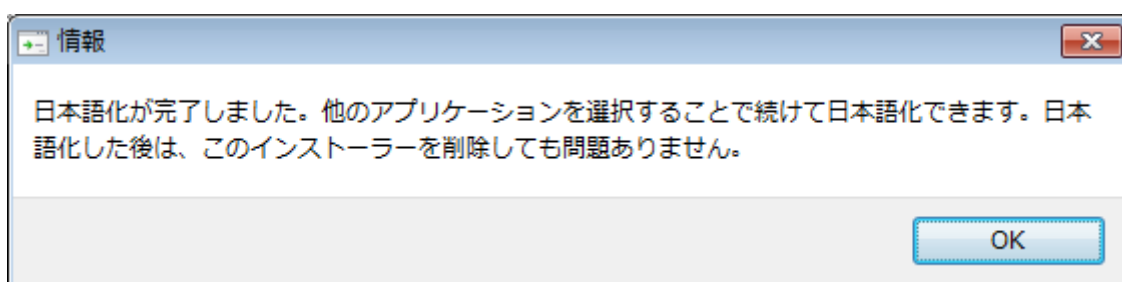 情報
日本語化が完了しました。他のアプリケーションを選択することで続けて日本語化できます。日本
語化した後は、このインストーラーを削除しても問題ありません。
OK